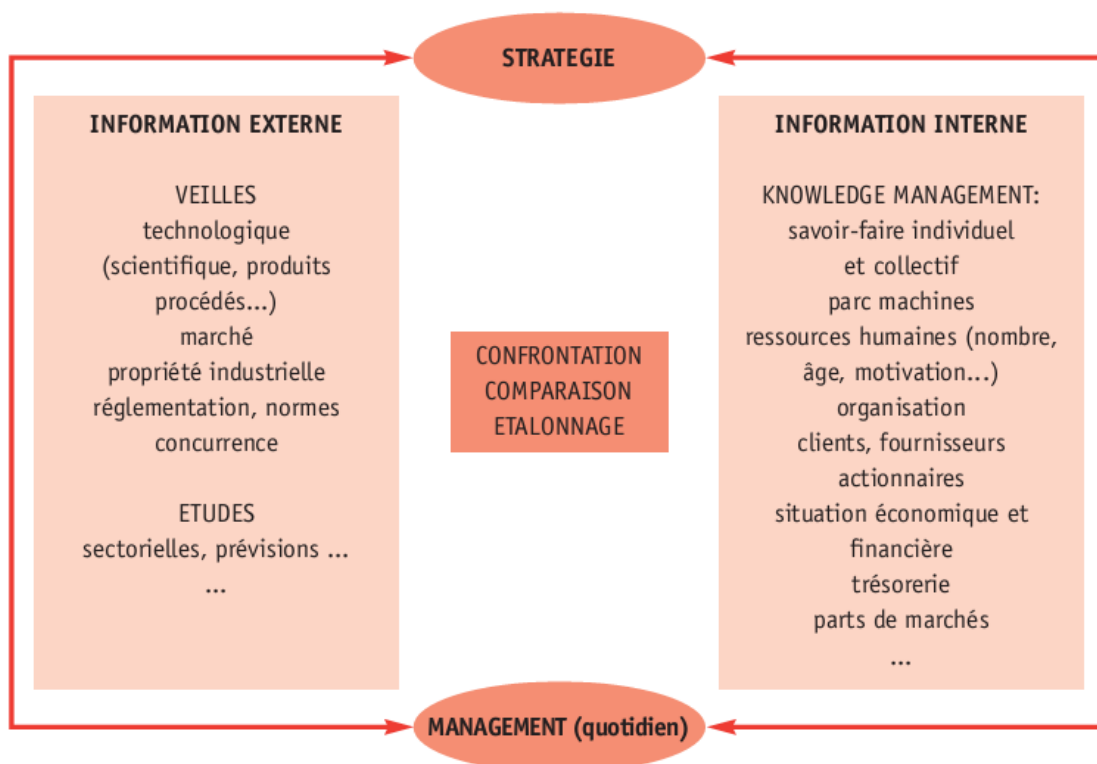 STRATEGIE
INFORMATION EXTERNE
VEILLES
technologique
(scientifique, produits
procédés...)
marché
propriété industrielle
réglementation, normes
concurrence
ETUDES
sectorielles, prévisions ...
...
CONFRONTATION
COMPARAISON
ETALONNAGE
INFORMATION INTERNE
KNOWLEDGE MANAGEMENT:
savoir-faire individuel
et collectif
parc machines
ressources humaines (nombre,
âge, motivation...)
organisation
clients, fournisseurs
actionnaires
situation économique et
financière
trésorerie
parts de marchés
...
MANAGEMENT (quotidien)